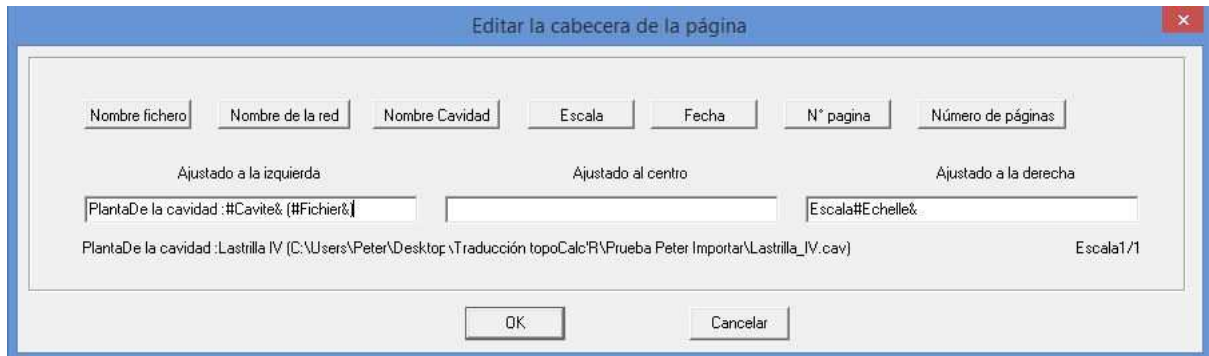 Editar la cabecera de la página
Nombre fichero Nombre de la red Nombre Cavidad Escala Fecha N° pagina Número de páginas
Ajustado a la izquierda Ajustado al centro Ajustado a la derecha
PlantaDe la cavidad :#Cavite& (#Fichier&) Escala#Echelle&
PlantaDe la cavidad :Lastrilla IV (C:\Users\Peter\Desktop\Traducción topoCalc'R\Prueba Peter Importar\Lastrilla_IV.cav) Escala1/1
OK Cancelar